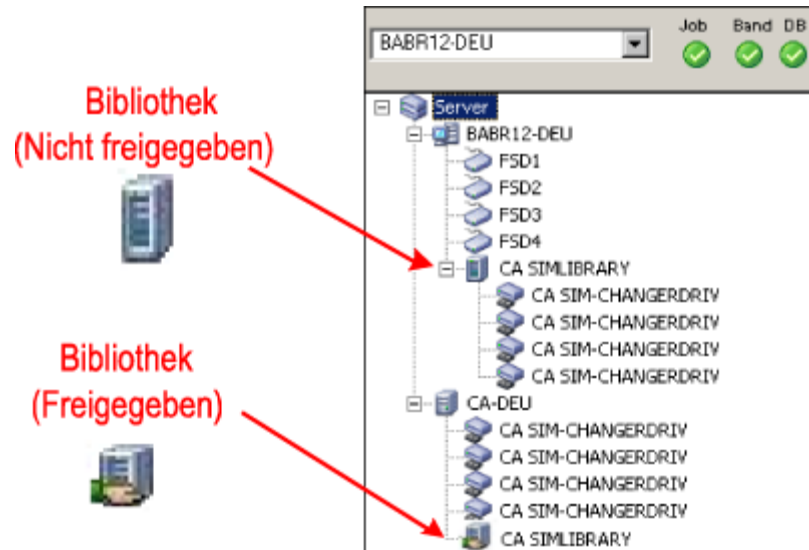 BABR12-DEU
Job Band DB
Bibliothek
(Nicht freigegeben)
Bibliothek
(Freigegeben)
Server
BABR12-DEU
FSD1
FSD2
FSD3
FSD4
CA SIMLIBRARY
CA SIM-CHANGERDRIV
CA SIM-CHANGERDRIV
CA SIM-CHANGERDRIV
CA SIM-CHANGERDRIV
CA-DEU
CA SIM-CHANGERDRIV
CA SIM-CHANGERDRIV
CA SIM-CHANGERDRIV
CA SIM-CHANGERDRIV
CA SIMLIBRARY